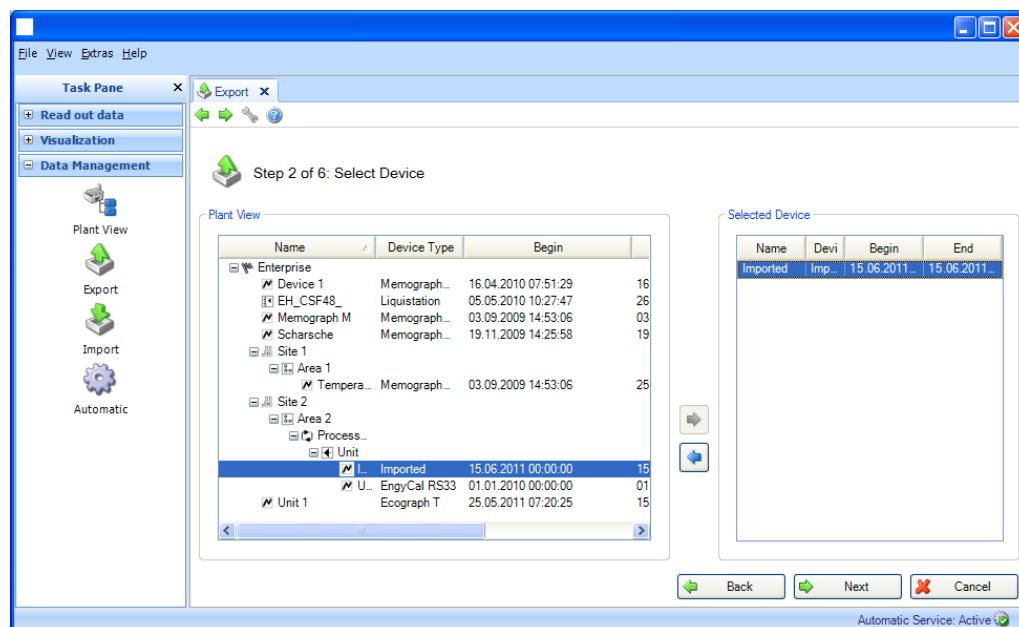 File View Extras Help
Task Pane
Export
Read out data
Visualization
Data Management
Plant View
Export
Import
Automatic
Step 2 of 6: Select Device
Plant View
Name Device Type Begin
Enterprise
Device 1 Memograph... 16.04.2010 07:51:29 16
EH_CSF48_ Liquistation 05.05.2010 10:27:47 26
Memograph M Memograph... 03.09.2009 14:53:06 03
Scharsche Memograph... 19.11.2009 14:25:58 19
Site 1
Area 1
Tempera... Memograph... 03.09.2009 14:53:06 25
Site 2
Area 2
Process...
Unit
I... Imported 15.06.2011 00:00:00 15
U... EngyCal RS33 01.01.2010 00:00:00 01
Unit 1 Ecograph T 25.05.2011 07:20:25 15
Selected Device
Name Devi Begin End
Imported Imp... 15.06.2011... 15.06.2011...
Back Next Cancel
Automatic Service: Active